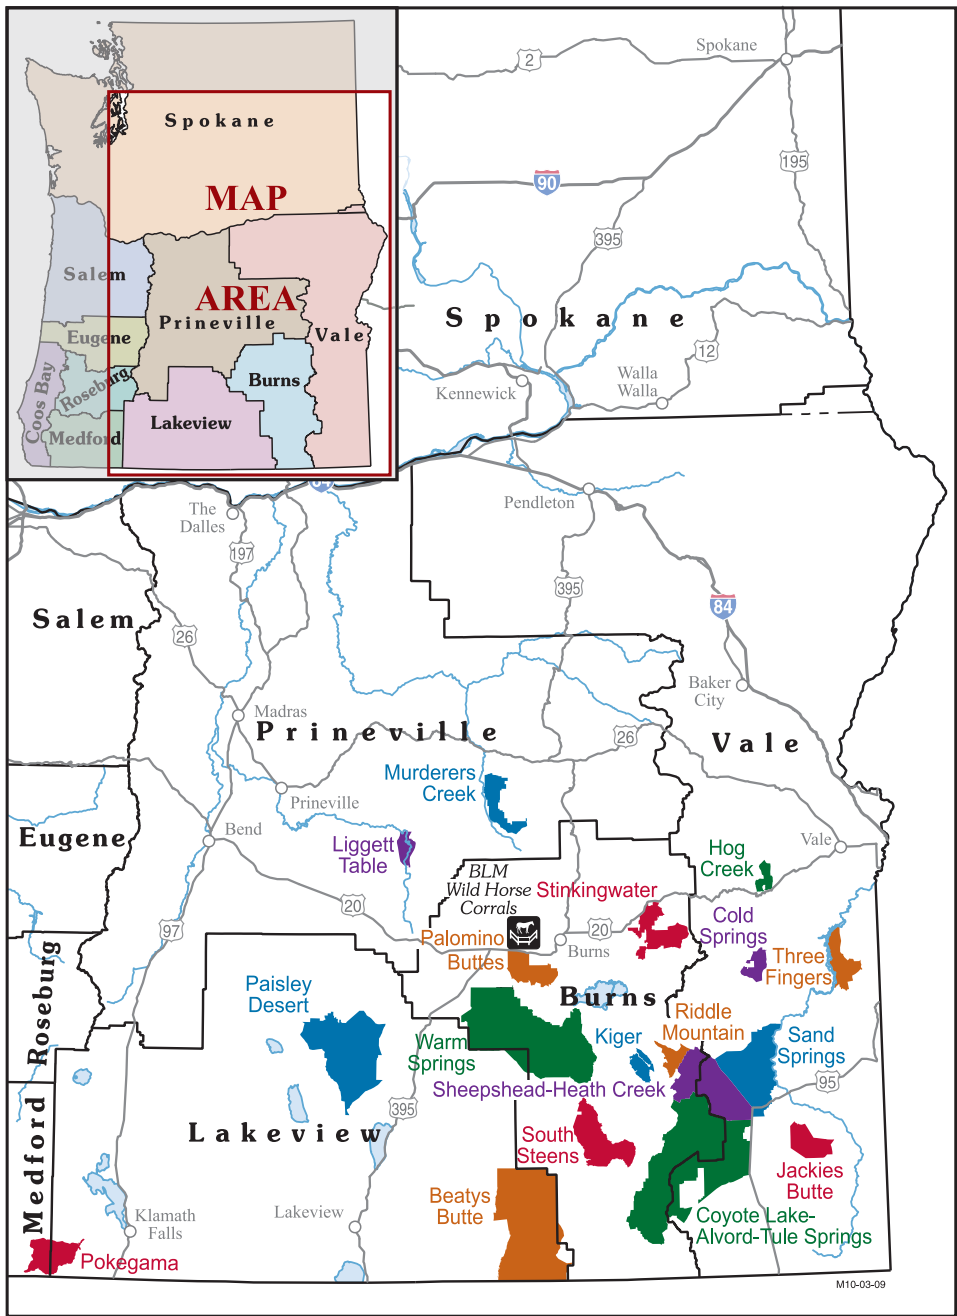 Spokane
MAP
AREA
Salem
Prineville
Vale
Eugene
Roseburg
Burns
Coos Bay
Lakeview
Medford
Spokane
2
195
90
395
Spokane
12
Walla
Walla
Kennewick
Pendleton
84
The
Dalles
197
395
84
Salem
26
Baker
City
Madras
Prineville
26
Vale
Murderers
Creek
Prineville
Eugene
Bend
Liggett
Table
Vale
Hog
Creek
BLM
Wild Horse
Corrals
Stinkingwater
20
97
20
Burns
Cold
Springs
Palomino
Buttes
Three
Fingers
Roseburg
Paisley
Desert
Burns
Riddle
Mountain
Kiger
Sand
Springs
Warm
Springs
Sheepshead-Heath Creek
95
395
Medford
Lakeview
South
Steens
Jackies
Butte
Beatys
Butte
Klamath
Falls
Lakeview
Coyote Lake-
Alvord-Tule Springs
Pokegama
M10-03-09